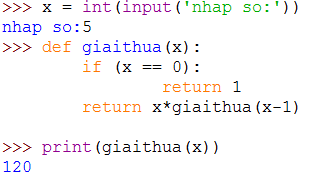 >>> x = int(input('nhap so:'))
nhap so:5
>>> def giaithua(x):
        if (x == 0):
                return 1
        return x*giaithua(x-1)

>>> print(giaithua(x))
120